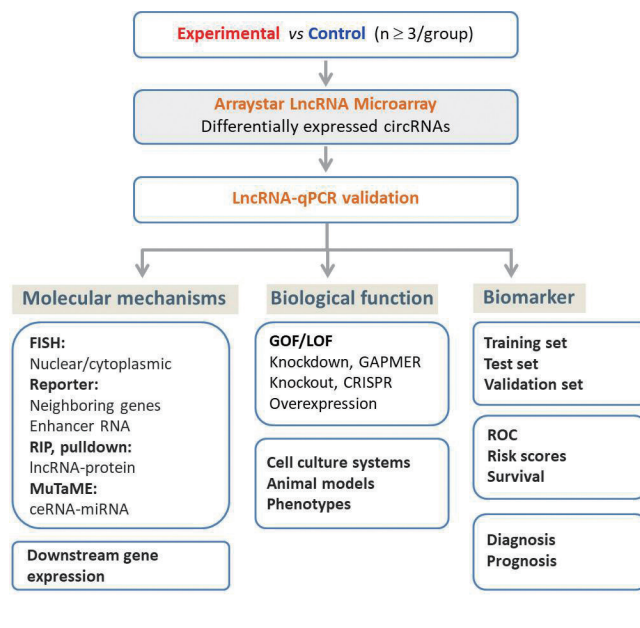 Experimental vs Control (n ≥ 3/group)
Arraystar LncRNA Microarray
Differentially expressed circRNAs
LncRNA-qPCR validation
Molecular mechanisms
FISH:
Nuclear/cytoplasmic
Reporter:
Neighboring genes
Enhancer RNA
RIP, pulldown:
lncRNA-protein
MuTaME:
ceRNA-miRNA
Downstream gene
expression
Biological function
GOF/LOF
Knockdown, GAPMER
Knockout, CRISPR
Overexpression
Cell culture systems
Animal models
Phenotypes
Biomarker
Training set
Test set
Validation set
ROC
Risk scores
Survival
Diagnosis
Prognosis